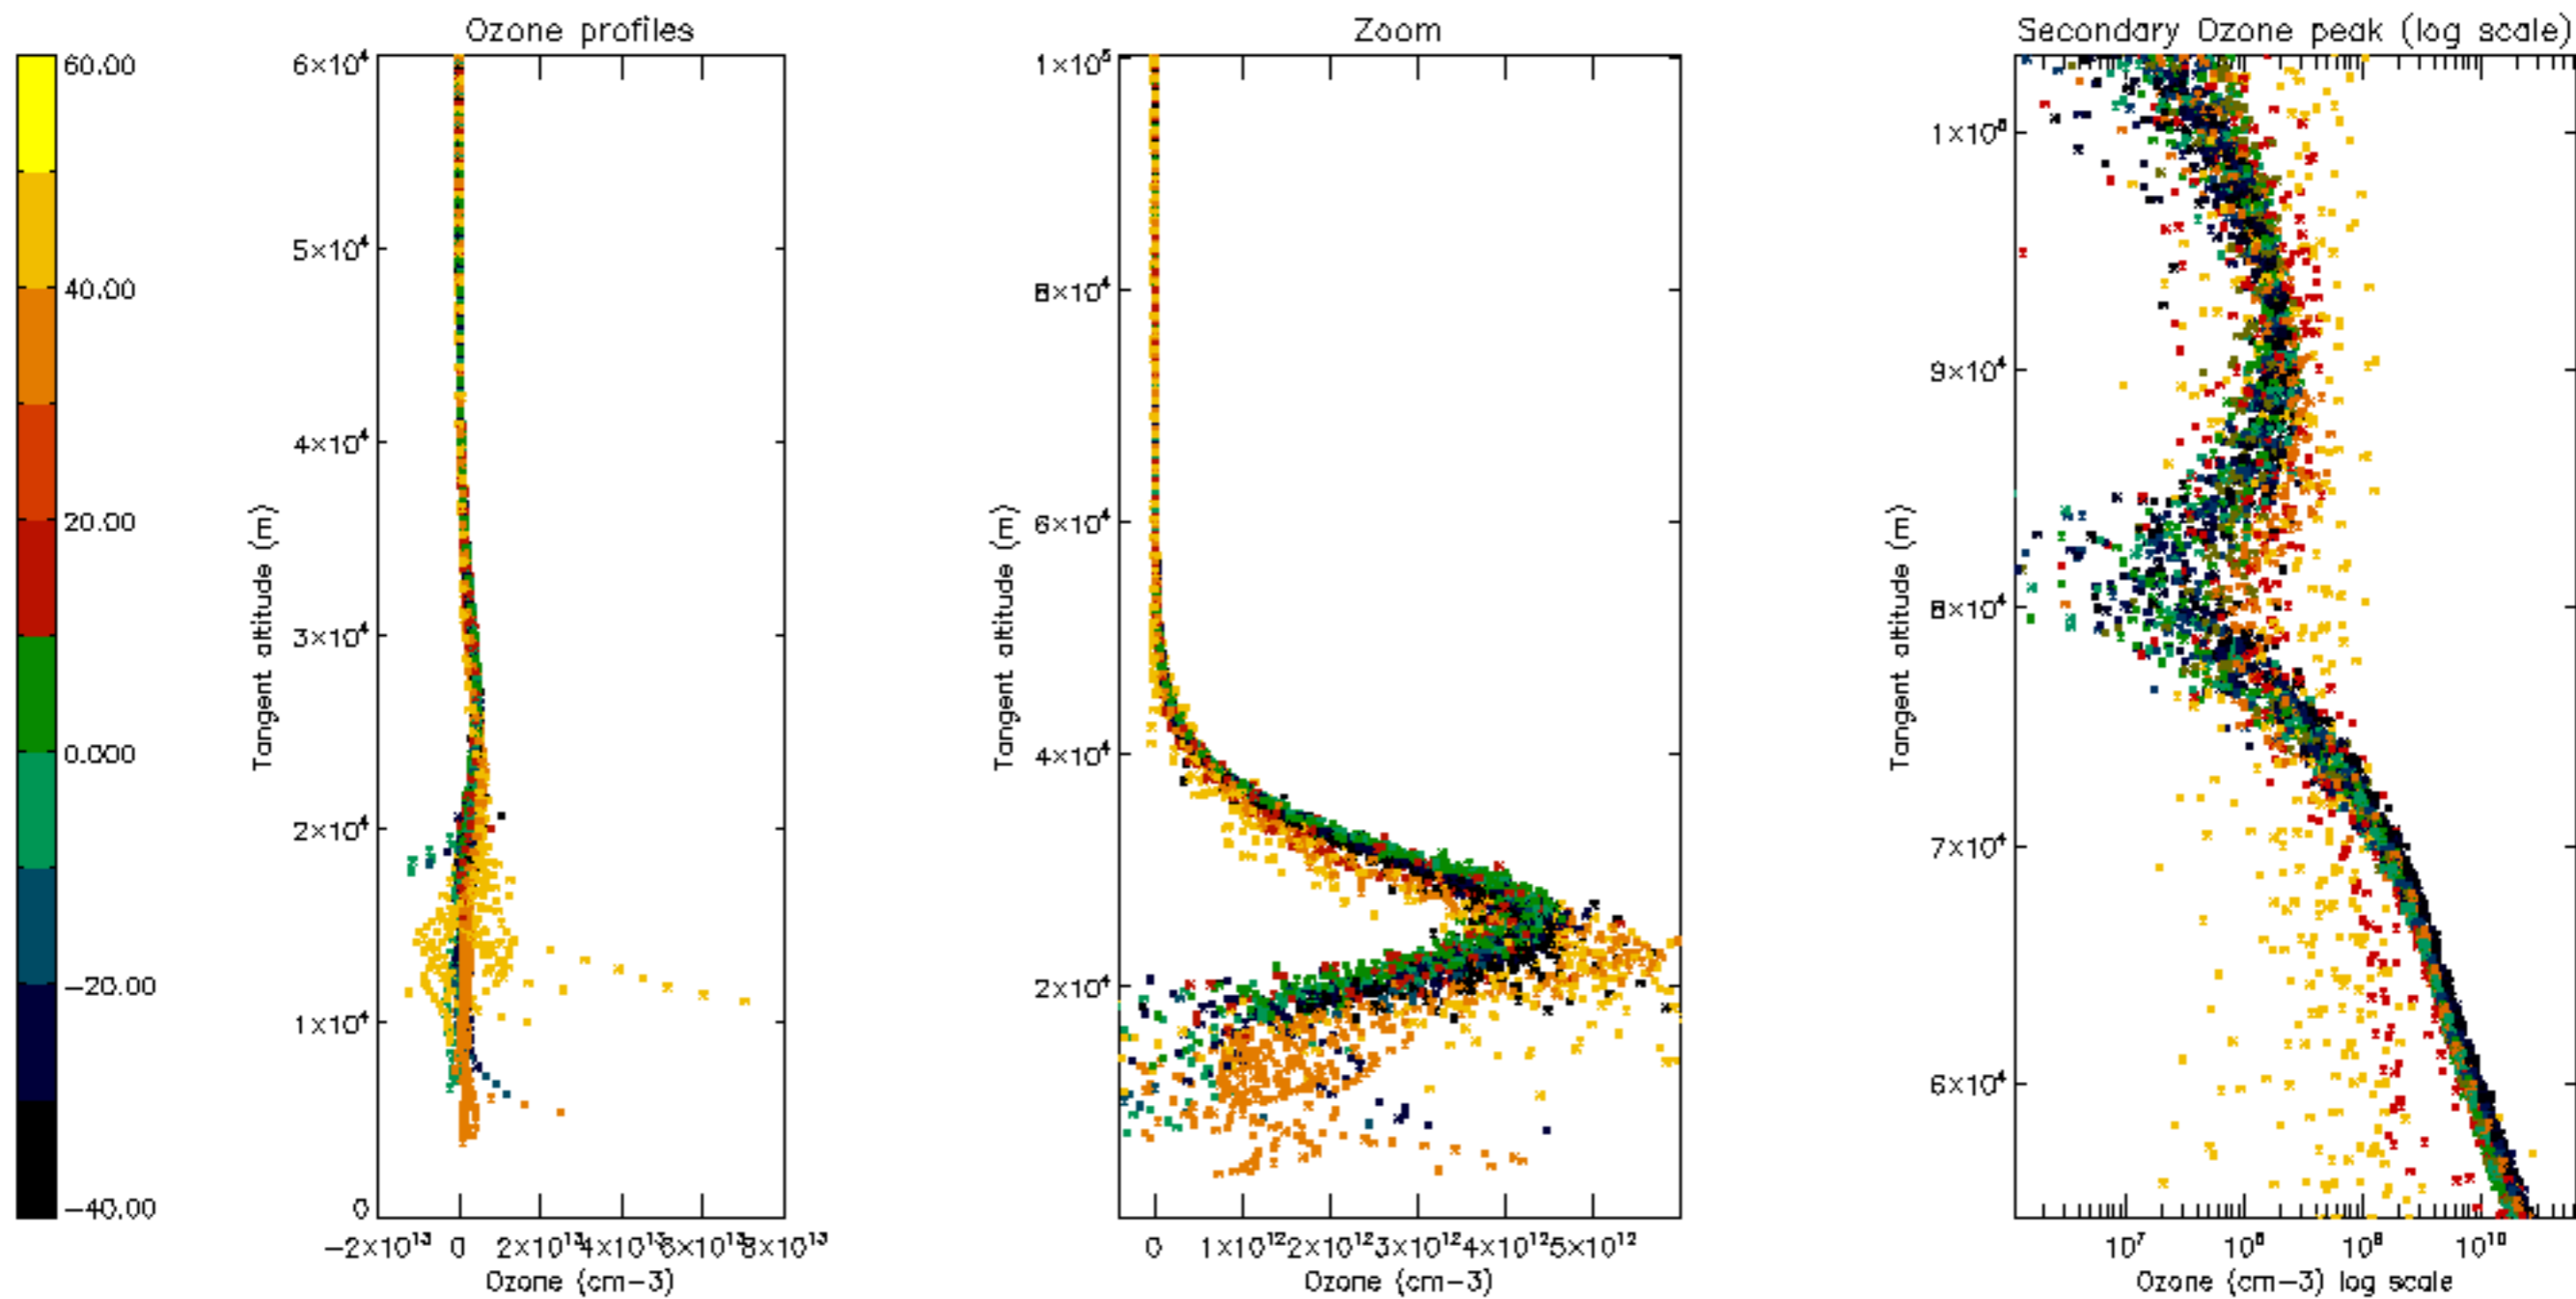 Ozone profiles
Zoom
Secondary Ozone peak (log scale)
60.00
40.00
20.00
0.000
−20.00
−40.00
6×10⁴
5×10⁴
4×10⁴
3×10⁴
2×10⁴
1×10⁴
0
Tangent altitude (m)
−2×10¹³ 0 2×10¹³ 4×10¹³ 6×10¹³ 8×10¹³
Ozone (cm−3)
1×10⁵
8×10⁴
6×10⁴
4×10⁴
2×10⁴
Tangent altitude (m)
0 1×10¹² 2×10¹² 3×10¹² 4×10¹² 5×10¹²
Ozone (cm−3)
1×10⁵
9×10⁴
8×10⁴
7×10⁴
6×10⁴
Tangent altitude (m)
10⁷ 10⁸ 10⁹ 10¹⁰
Ozone (cm−3) log scale